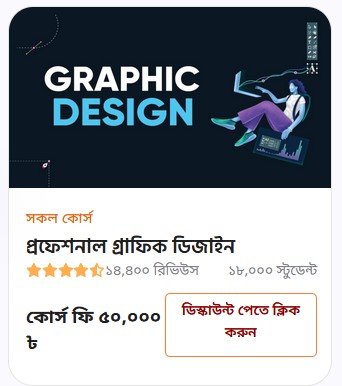 GRAPHIC
DESIGN
সকল কোর্স
প্রফেশনাল গ্রাফিক ডিজাইন
১৪,৪০০ রিভিউস ১৮,০০০ স্টুডেন্ট
কোর্স ফি ৫০,০০০
৳
ডিস্কাউন্ট পেতে ক্লিক
করুন